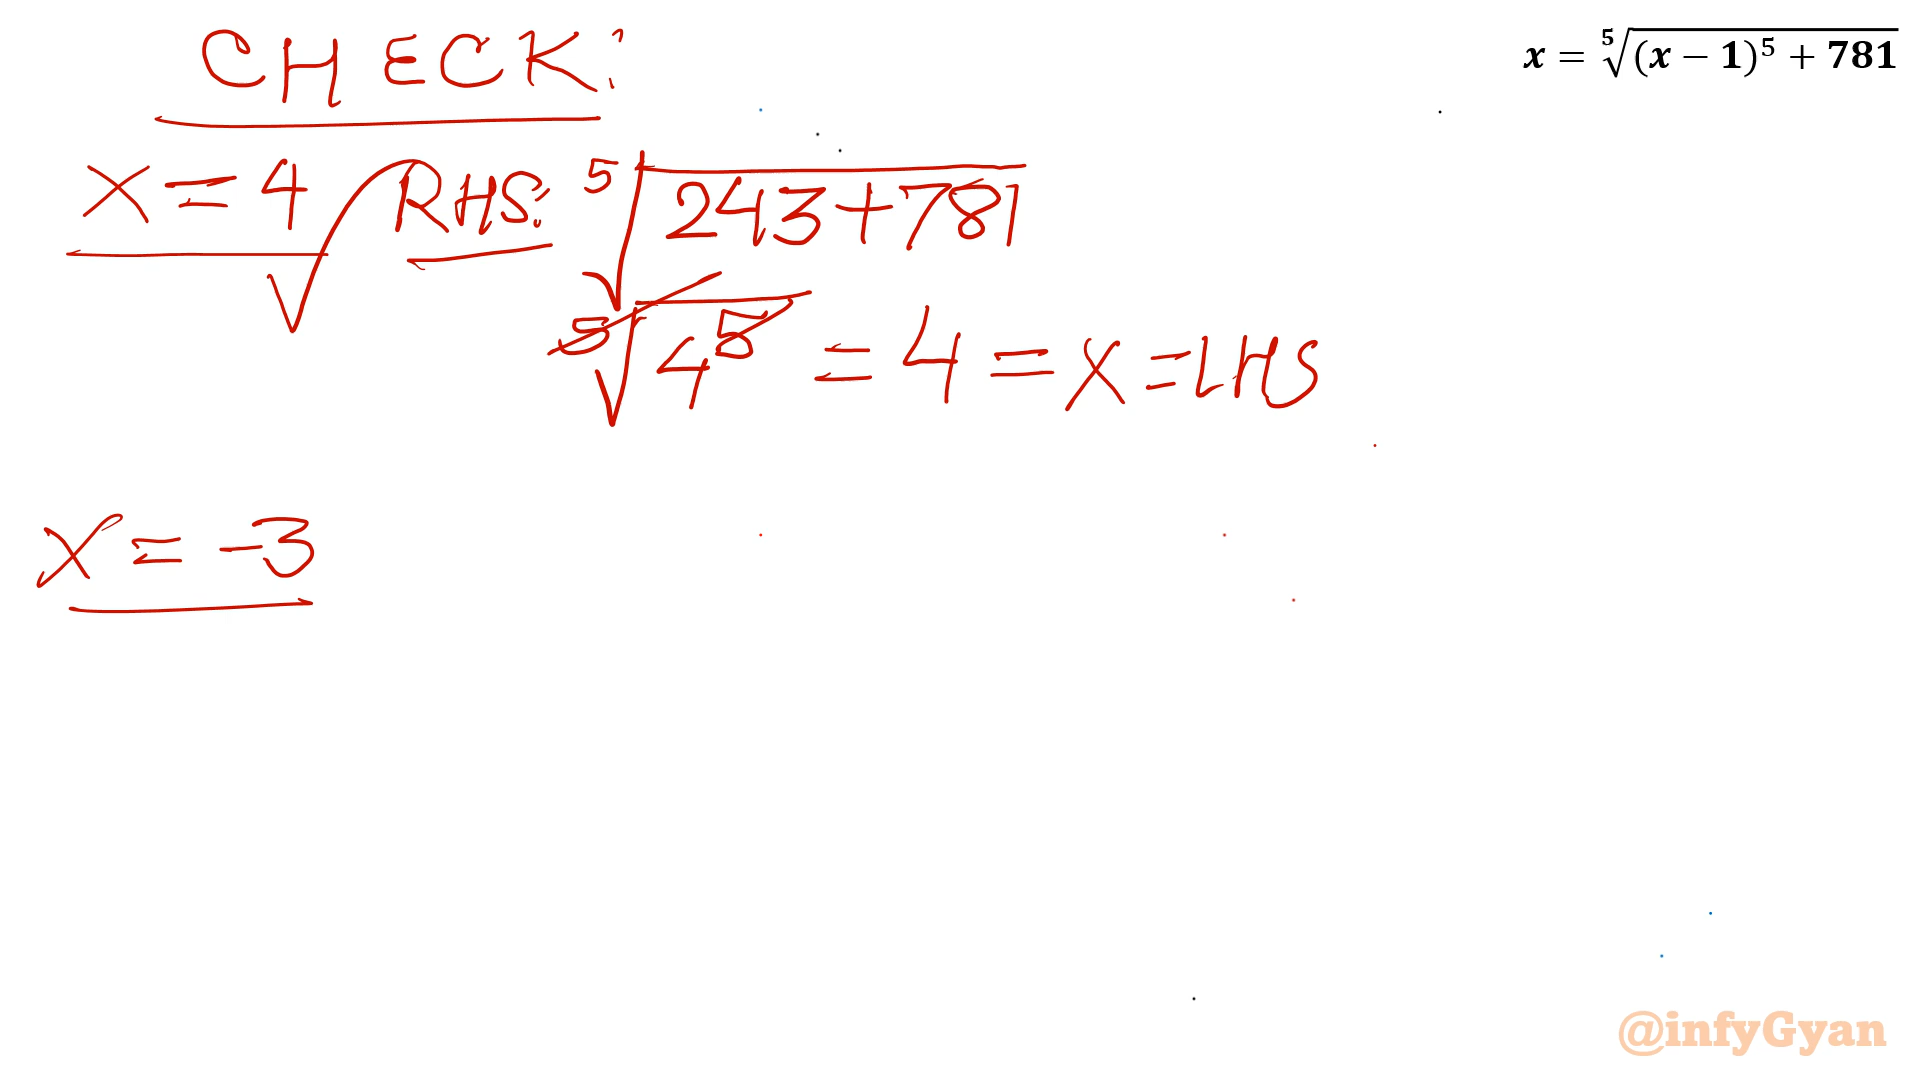 CHECK:
x = ⁵√((x − 1)⁵ + 781)
x = 4 RHS: ⁵√(243+781)
⁵√(4⁵) = 4 = x = LHS
x = -3
@infyGyan